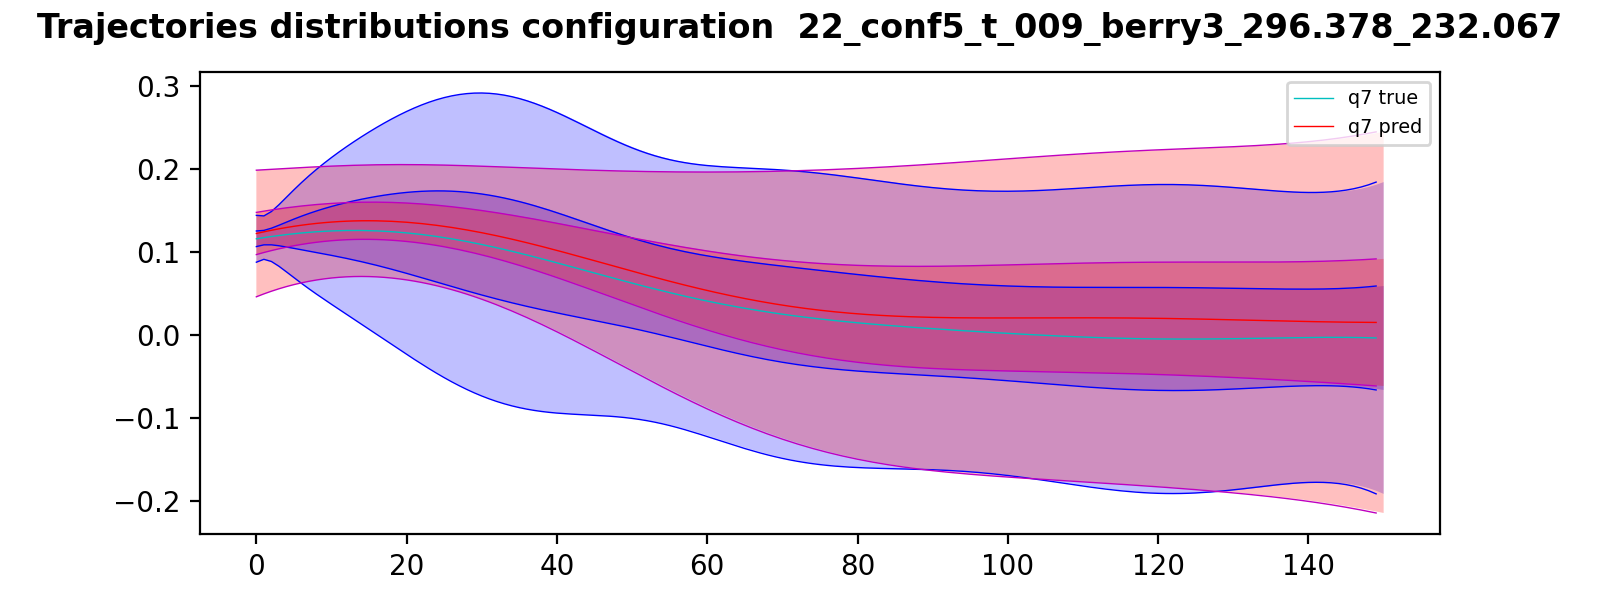 Trajectories distributions configuration  22_conf5_t_009_berry3_296.378_232.067
0.3
0.2
0.1
0.0
−0.1
−0.2
q7 true
q7 pred
0 20 40 60 80 100 120 140